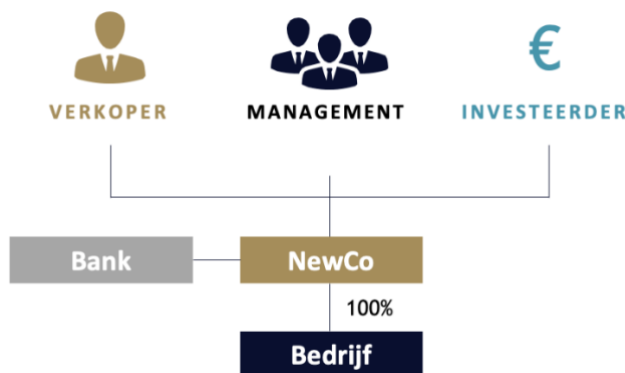 €
VERKOPER
MANAGEMENT
INVESTEERDER
Bank
NewCo
100%
Bedrijf